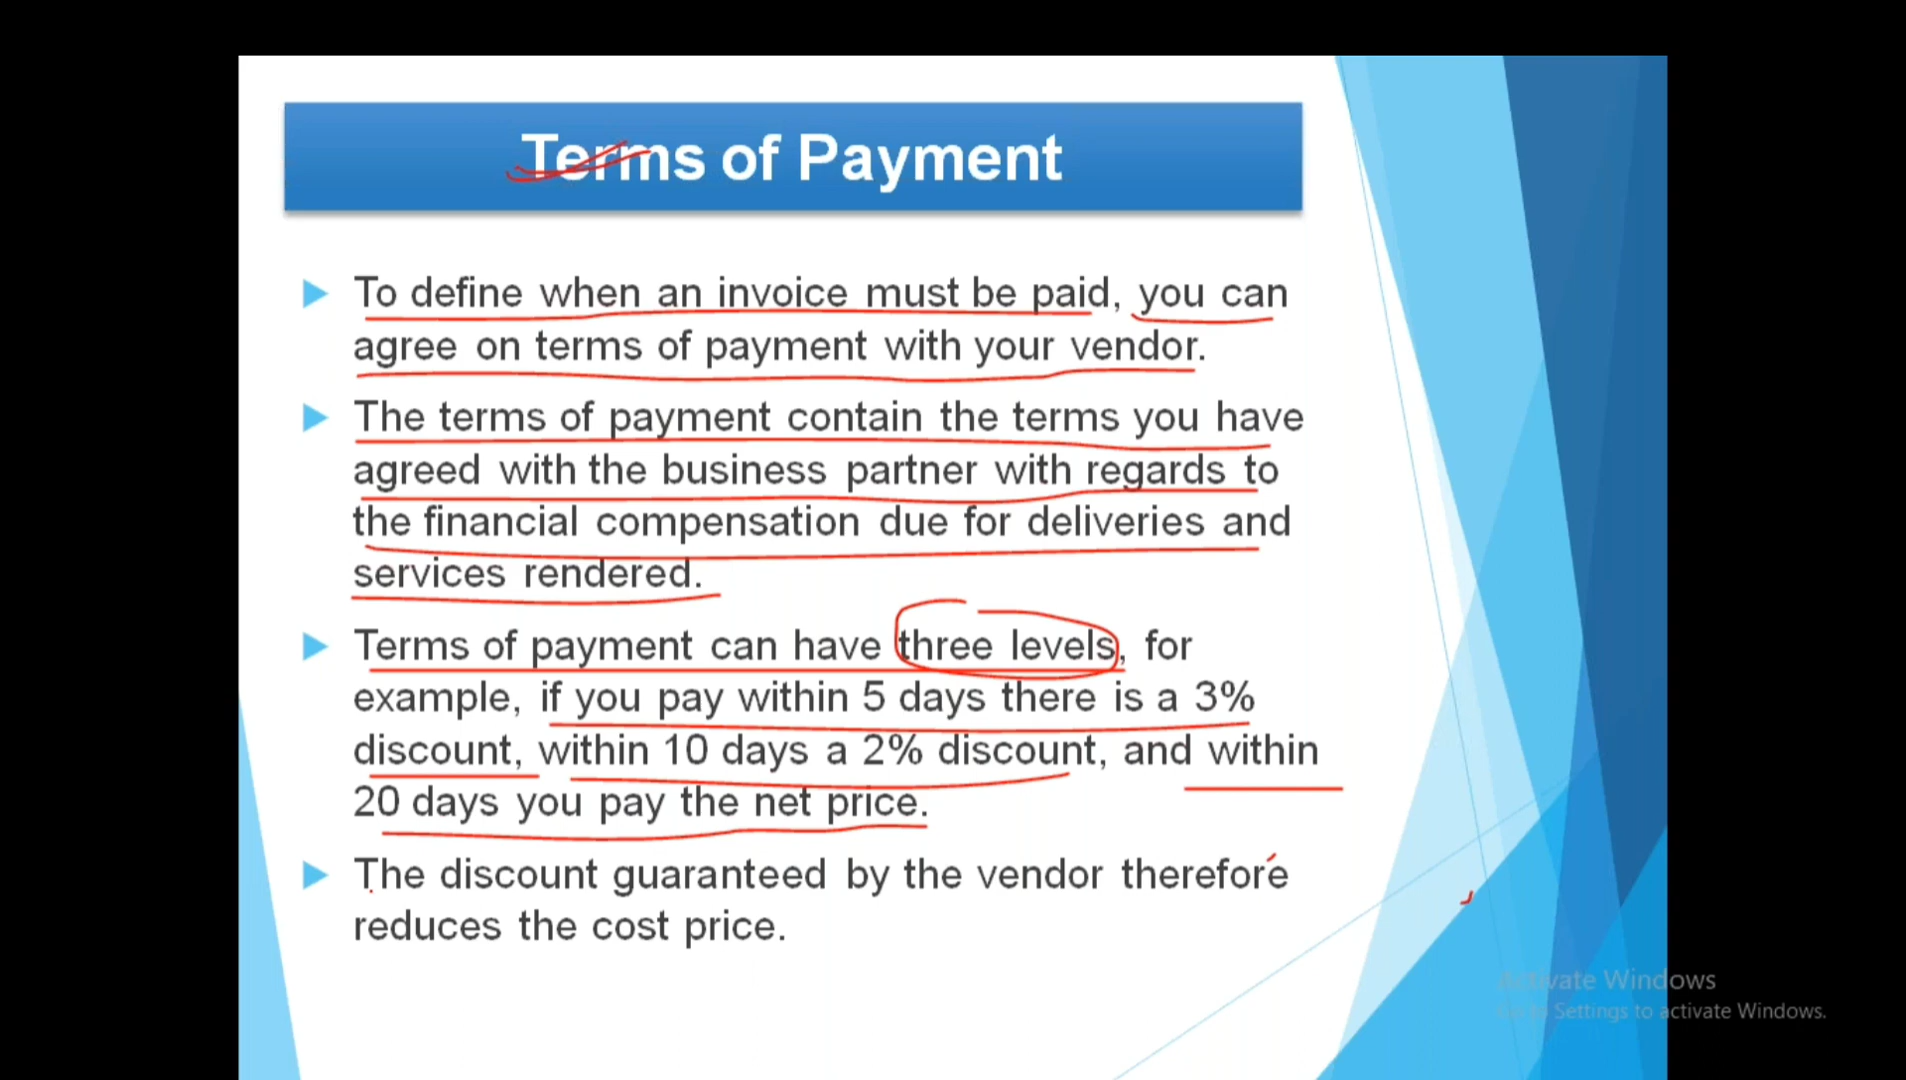 Terms of Payment
To define when an invoice must be paid, you can
agree on terms of payment with your vendor.
The terms of payment contain the terms you have
agreed with the business partner with regards to
the financial compensation due for deliveries and
services rendered.
Terms of payment can have three levels, for
example, if you pay within 5 days there is a 3%
discount, within 10 days a 2% discount, and within
20 days you pay the net price.
The discount guaranteed by the vendor therefore
reduces the cost price.
Activate Windows
Go to Settings to activate Windows.